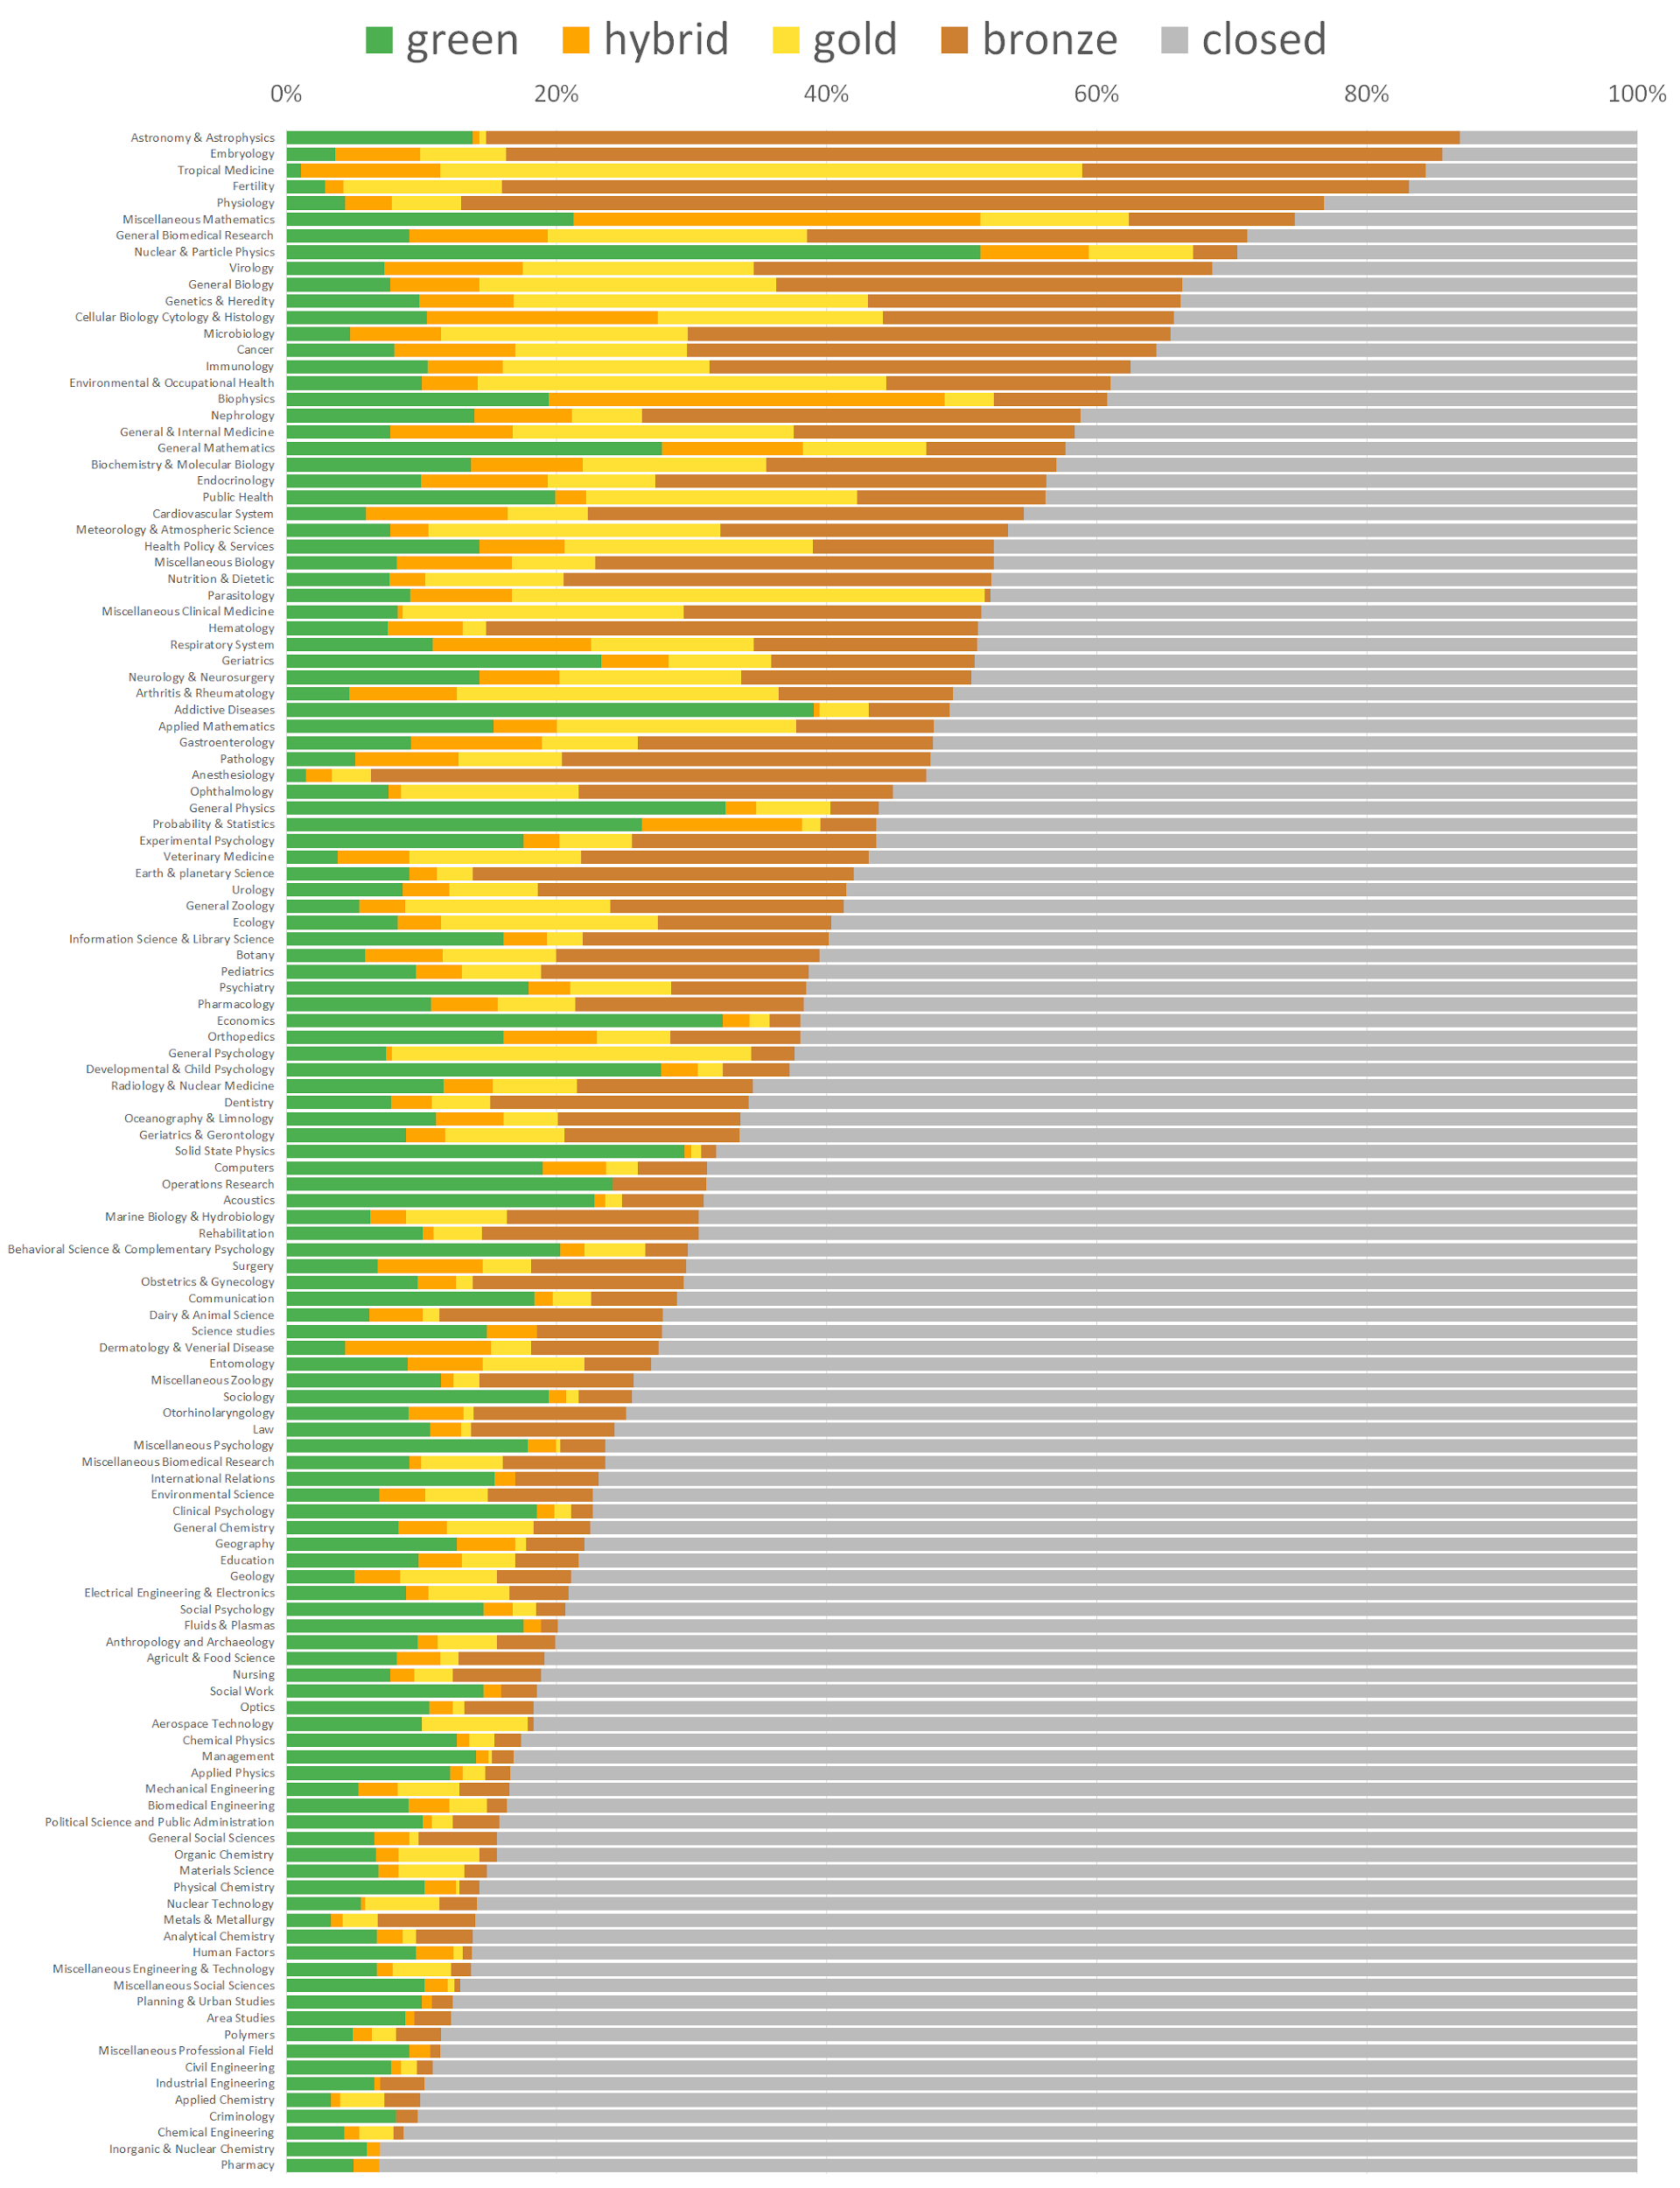 green hybrid gold bronze closed
0% 20% 40% 60% 80% 100%
Astronomy & Astrophysics
Embryology
Tropical Medicine
Fertility
Physiology
Miscellaneous Mathematics
General Biomedical Research
Nuclear & Particle Physics
Virology
General Biology
Genetics & Heredity
Cellular Biology Cytology & Histology
Microbiology
Cancer
Immunology
Environmental & Occupational Health
Biophysics
Nephrology
General & Internal Medicine
General Mathematics
Biochemistry & Molecular Biology
Endocrinology
Public Health
Cardiovascular System
Meteorology & Atmospheric Science
Health Policy & Services
Miscellaneous Biology
Nutrition & Dietetic
Parasitology
Miscellaneous Clinical Medicine
Hematology
Respiratory System
Geriatrics
Neurology & Neurosurgery
Arthritis & Rheumatology
Addictive Diseases
Applied Mathematics
Gastroenterology
Pathology
Anesthesiology
Ophthalmology
General Physics
Probability & Statistics
Experimental Psychology
Veterinary Medicine
Earth & planetary Science
Urology
General Zoology
Ecology
Information Science & Library Science
Botany
Pediatrics
Psychiatry
Pharmacology
Economics
Orthopedics
General Psychology
Developmental & Child Psychology
Radiology & Nuclear Medicine
Dentistry
Oceanography & Limnology
Geriatrics & Gerontology
Solid State Physics
Computers
Operations Research
Acoustics
Marine Biology & Hydrobiology
Rehabilitation
Behavioral Science & Complementary Psychology
Surgery
Obstetrics & Gynecology
Communication
Dairy & Animal Science
Science studies
Dermatology & Venerial Disease
Entomology
Miscellaneous Zoology
Sociology
Otorhinolaryngology
Law
Miscellaneous Psychology
Miscellaneous Biomedical Research
International Relations
Environmental Science
Clinical Psychology
General Chemistry
Geography
Education
Geology
Electrical Engineering & Electronics
Social Psychology
Fluids & Plasmas
Anthropology and Archaeology
Agricult & Food Science
Nursing
Social Work
Optics
Aerospace Technology
Chemical Physics
Management
Applied Physics
Mechanical Engineering
Biomedical Engineering
Political Science and Public Administration
General Social Sciences
Organic Chemistry
Materials Science
Physical Chemistry
Nuclear Technology
Metals & Metallurgy
Analytical Chemistry
Human Factors
Miscellaneous Engineering & Technology
Miscellaneous Social Sciences
Planning & Urban Studies
Area Studies
Polymers
Miscellaneous Professional Field
Civil Engineering
Industrial Engineering
Applied Chemistry
Criminology
Chemical Engineering
Inorganic & Nuclear Chemistry
Pharmacy